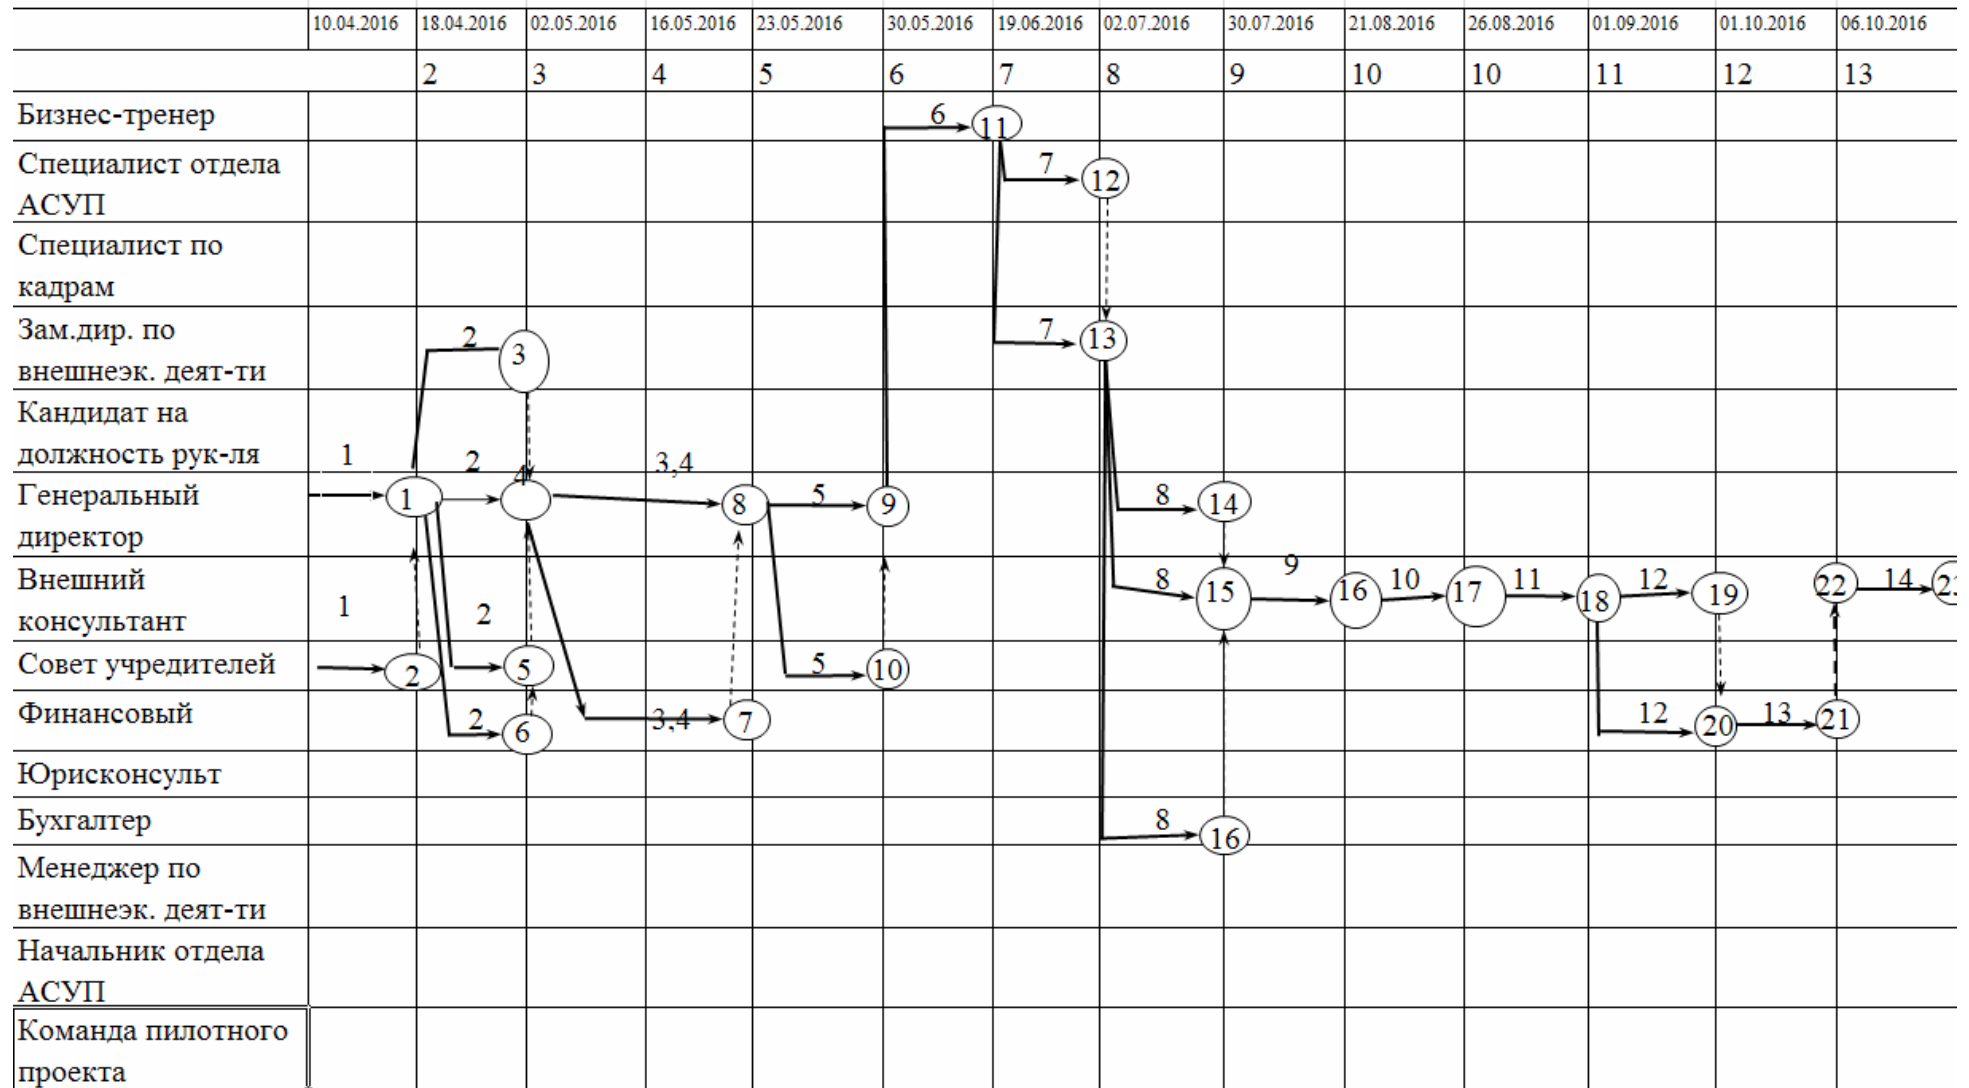 10.04.2016 18.04.2016 02.05.2016 16.05.2016 23.05.2016 30.05.2016 19.06.2016 02.07.2016 30.07.2016 21.08.2016 26.08.2016 01.09.2016 01.10.2016 06.10.2016
2 3 4 5 6 7 8 9 10 10 11 12 13
Бизнес-тренер
6 11
Специалист отдела
7 12
АСУП
Специалист по
кадрам
Зам.дир. по
2 3 7 13
внешнеэк. деят-ти
Кандидат на
должность рук-ля
1 2 4 3,4
Генеральный
1 8 5 9 8 14
директор
Внешний
8 15 9 16 10 17 11 18 12 19 22 14
консультант
1 2
Совет учредителей
2 5 5 10
Финансовый
2 6 3,4 7 12 20 13 21
Юрисконсульт
Бухгалтер
8 16
Менеджер по
внешнеэк. деят-ти
Начальник отдела
АСУП
Команда пилотного
проекта